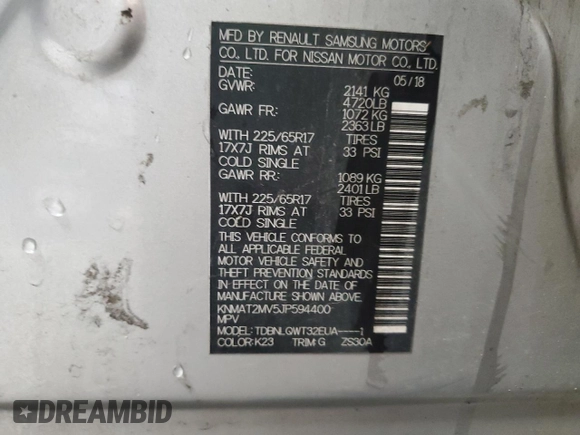 MFD BY RENAULT SAMSUNG MOTORS
CO., LTD. FOR NISSAN MOTOR CO., LTD.
DATE: 05/18
GVWR: 2141 KG
4720LB
GAWR FR: 1072 KG
2363 LB
WITH 225/65R17 TIRES
17X7J RIMS AT 33 PSI
COLD SINGLE
GAWR RR: 1089 KG
2401 LB
WITH 225/65R17 TIRES
17X7J RIMS AT 33 PSI
COLD SINGLE
THIS VEHICLE CONFORMS TO
ALL APPLICABLE FEDERAL
MOTOR VEHICLE SAFETY AND
THEFT PREVENTION STANDARDS
IN EFFECT ON THE DATE OF
MANUFACTURE SHOWN ABOVE.
KNMAT2MV5JP594400
MPV
MODEL: TDBNLQWT32EUA----1
COLOR: K23 TRIM: G ZS30A
DREAMBID